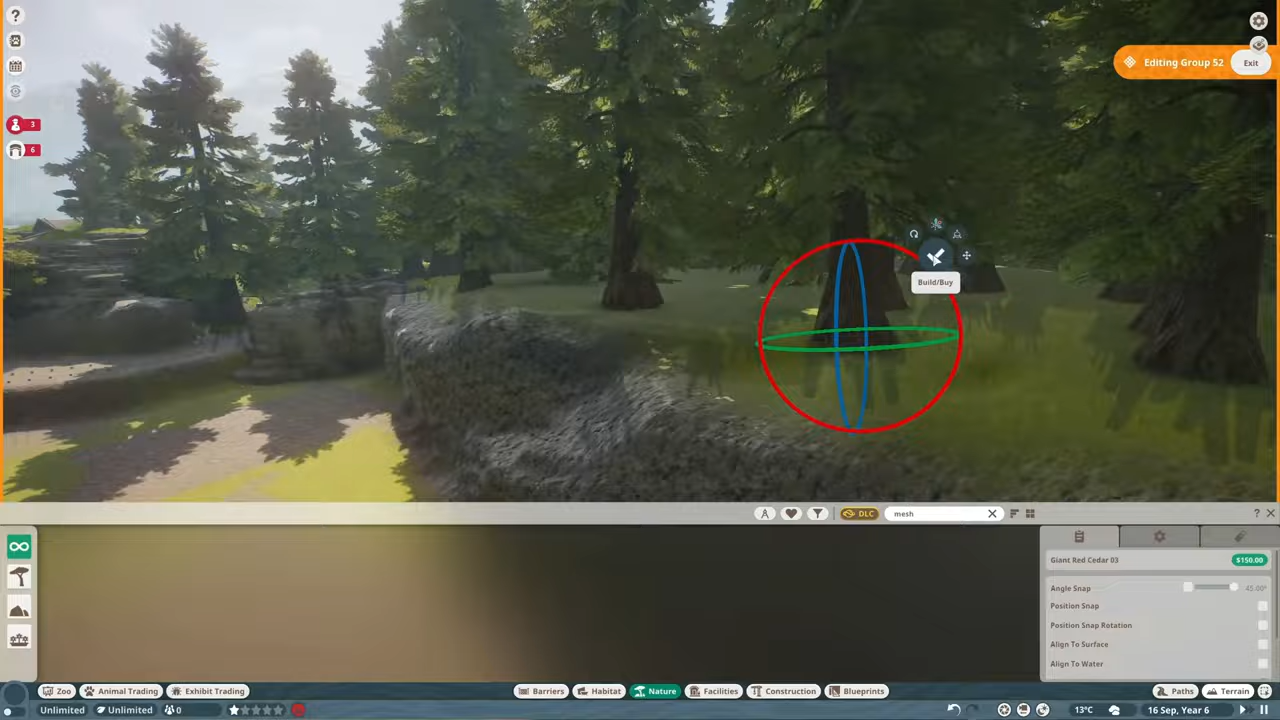 ?
Editing Group 52
Exit
3
6
Build/Buy
DLC
mesh
?
Giant Red Cedar 03
$150.00
Angle Snap
45.00°
Position Snap
Position Snap Rotation
Align To Surface
Align To Water
Zoo
Animal Trading
Exhibit Trading
Barriers
Habitat
Nature
Facilities
Construction
Blueprints
Paths
Terrain
Unlimited
Unlimited
0
13°C
16 Sep, Year 6